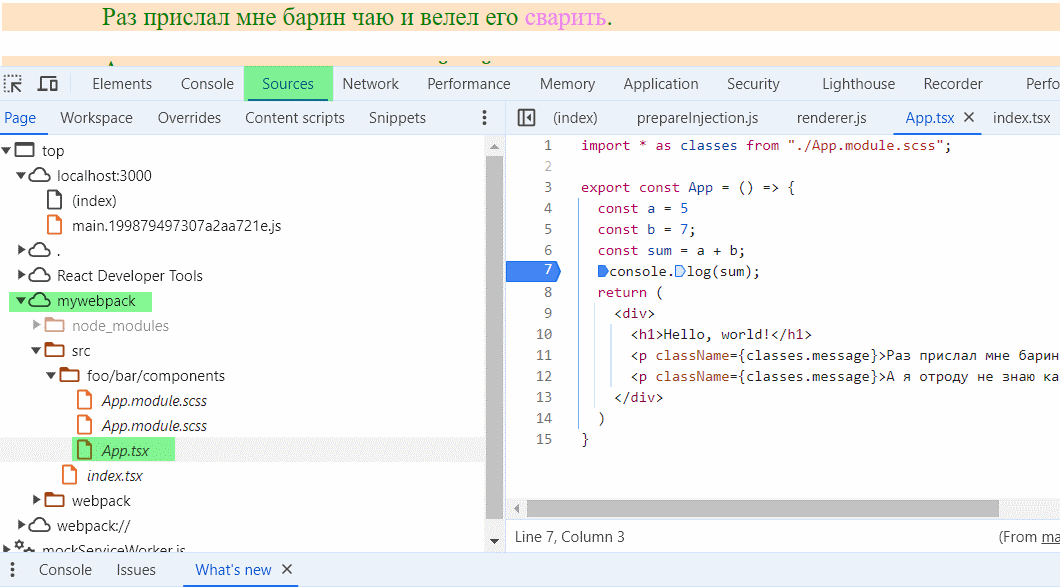 Раз прислал мне барин чаю и велел его сварить.
Elements Console Sources Network Performance Memory Application Security Lighthouse Recorder Perfo
Page Workspace Overrides Content scripts Snippets
(index) prepareInjection.js renderer.js App.tsx index.tsx
top
localhost:3000
(index)
main.199879497307a2aa721e.js
.
React Developer Tools
mywebpack
node_modules
src
foo/bar/components
App.module.scss
App.module.scss
App.tsx
index.tsx
webpack
webpack://
mockServiceWorker.js
1 import * as classes from "./App.module.scss";
2
3 export const App = () => {
4 const a = 5
5 const b = 7;
6 const sum = a + b;
7 console.log(sum);
8 return (
9 <div>
10 <h1>Hello, world!</h1>
11 <p className={classes.message}>Раз прислал мне барин
12 <p className={classes.message}>А я отроду не знаю ка
13 </div>
14 )
15 }
Line 7, Column 3 (From ma
Console Issues What's new